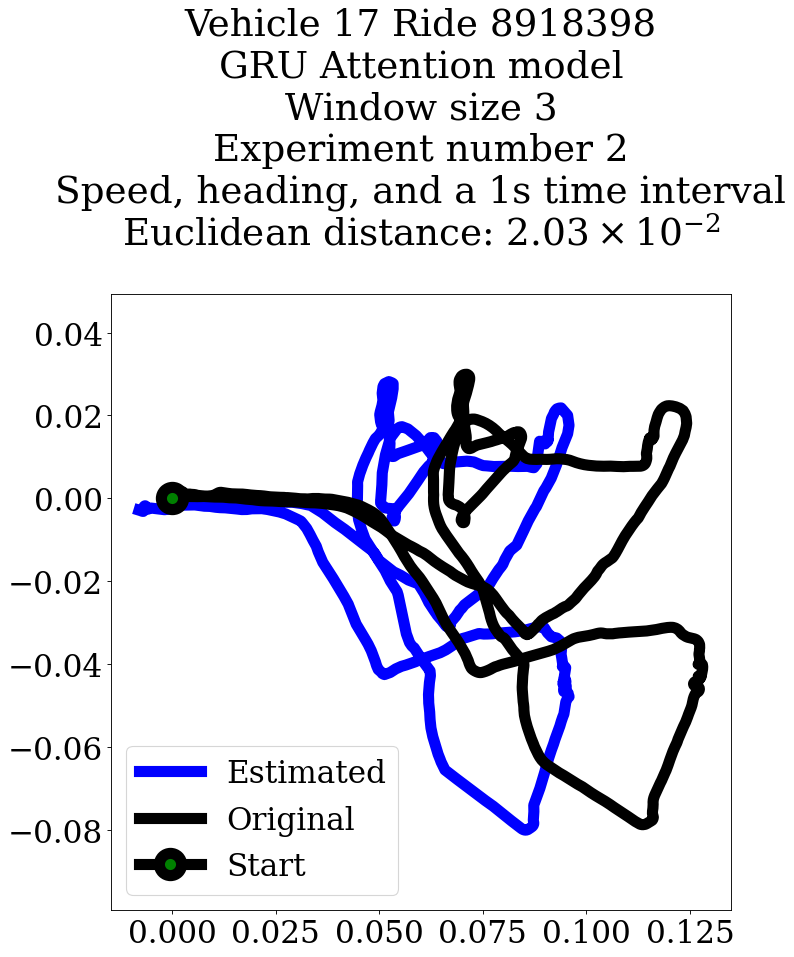 Vehicle 17 Ride 8918398
GRU Attention model
Window size 3
Experiment number 2
Speed, heading, and a 1s time interval
Euclidean distance: 2.03 × 10⁻²
0.04
0.02
0.00
−0.02
−0.04
−0.06
−0.08
Estimated
Original
Start
0.000 0.025 0.050 0.075 0.100 0.125